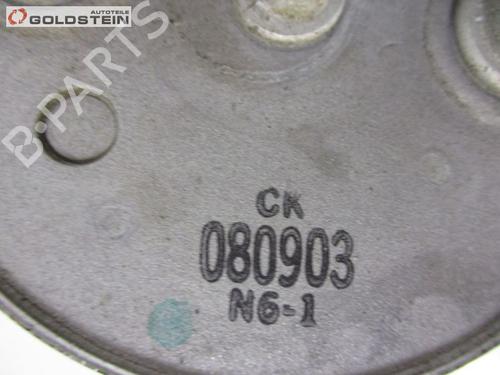 AUTOTEILE
GOLDSTEIN
B-PARTS
CK
080903
N6-1